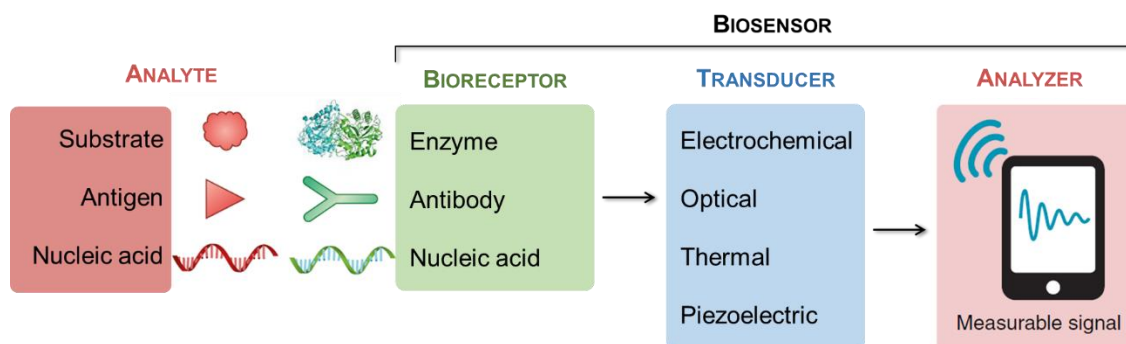 BIOSENSOR
ANALYTE
BIORECEPTOR
TRANSDUCER
ANALYZER
Substrate
Enzyme
Electrochemical
Antigen
Antibody
Optical
Nucleic acid
Nucleic acid
Thermal
Piezoelectric
Measurable signal